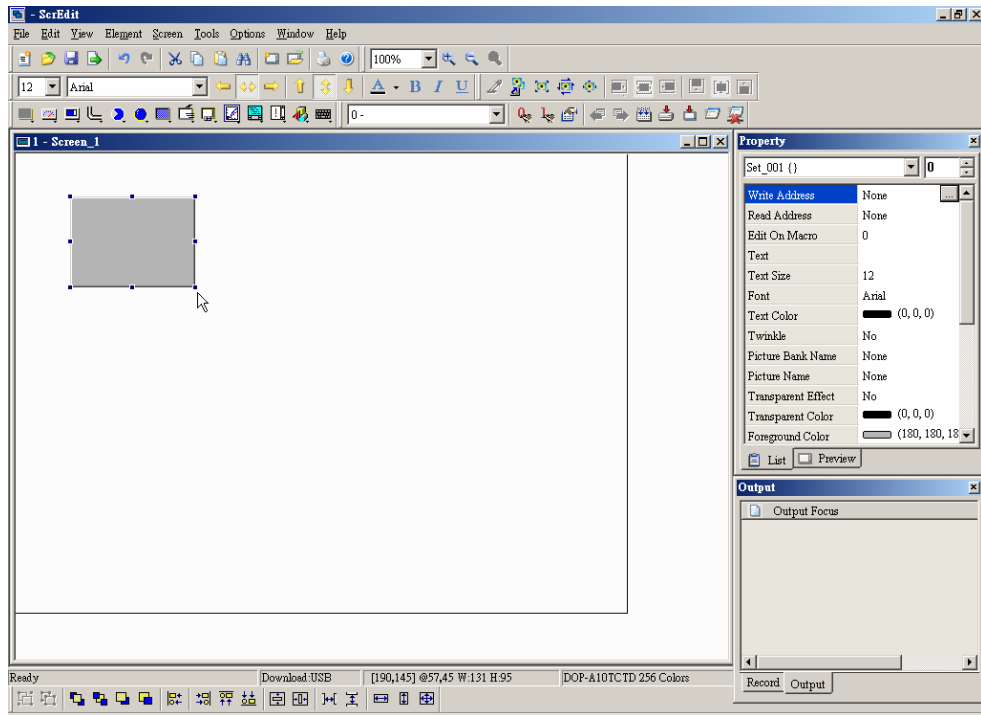 - ScrEdit
File Edit View Element Screen Tools Options Window Help
100%
12 Arial
A B I U
0 -
1 - Screen_1
Property
Set_001 {} 0
Write Address None ...
Read Address None
Edit On Macro 0
Text
Text Size 12
Font Arial
Text Color (0, 0, 0)
Twinkle No
Picture Bank Name None
Picture Name None
Transparent Effect No
Transparent Color (0, 0, 0)
Foreground Color (180, 180, 18
List Preview
Output
Output Focus
Record Output
Ready Download:USB [190,145] @57,45 W:131 H:95 DOP-A10TCTD 256 Colors